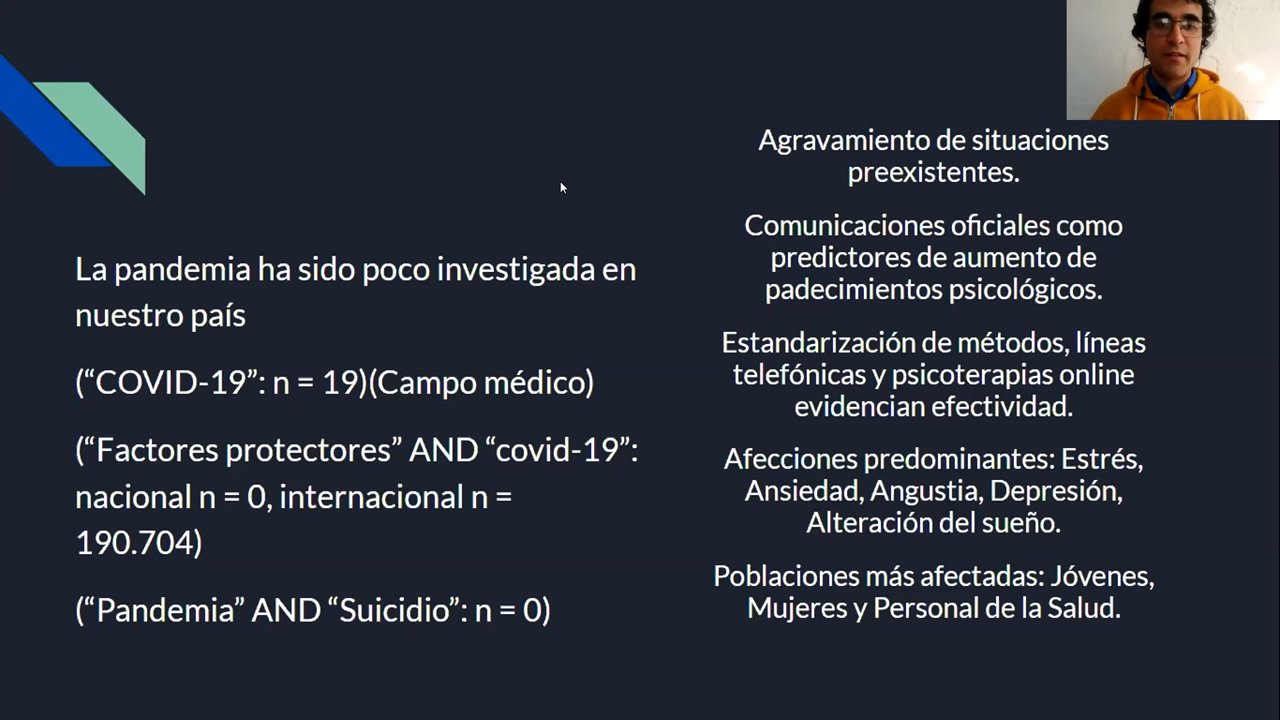 La pandemia ha sido poco investigada en
nuestro país
(“COVID-19”: n = 19)(Campo médico)
(“Factores protectores” AND “covid-19”:
nacional n = 0, internacional n =
190.704)
(“Pandemia” AND “Suicidio”: n = 0)
Agravamiento de situaciones
preexistentes.
Comunicaciones oficiales como
predictores de aumento de
padecimientos psicológicos.
Estandarización de métodos, líneas
telefónicas y psicoterapias online
evidencian efectividad.
Afecciones predominantes: Estrés,
Ansiedad, Angustia, Depresión,
Alteración del sueño.
Poblaciones más afectadas: Jóvenes,
Mujeres y Personal de la Salud.